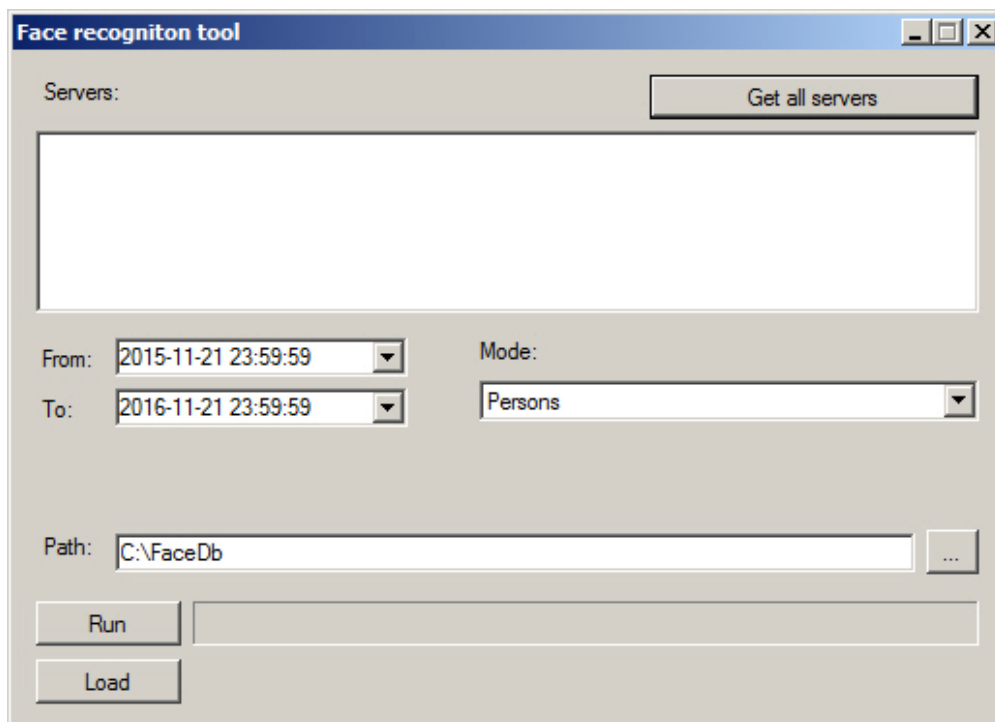 Face recogniton tool
Servers:
Get all servers
From: 2015-11-21 23:59:59
Mode:
To: 2016-11-21 23:59:59
Persons
Path: C:\FaceDb
...
Run
Load